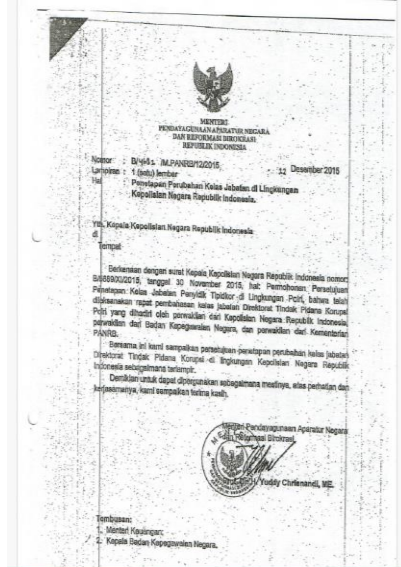 MENTERI
PENDAYAGUNAAN APARATUR NEGARA
DAN REFORMASI BIROKRASI
REPUBLIK INDONESIA
Nomor : B/ /M.PANRB/12/2015 Desember 2015
Lampiran : 1 (satu) lember
Hal : Penetapan Perubahan Kelas Jabatan di Lingkungan
Kepolisian Negara Republik Indonesia.
Yth. Kepala Kepolisian Negara Republik Indonesia
di
Tempat
Berkenaan dengan surat Kepala Kepolisian Negara Republik Indonesia nomor:
tanggal 30 November 2015, hal: Permohonan Persetujuan
Penetapan Kelas Jabatan Penyidik Tipidkor di Lingkungan Polri, bahwa telah
dilaksanakan rapat pembahasan kelas jabatan Direktorat Tindak Pidana Korupsi
Polri yang dihadiri oleh perwakilan dari Kepolisian Negara Republik Indonesia,
perwakilan dari Badan Kepegawaian Negara, dan perwakilan dari Kementerian
PANRB.
Bersama ini kami sampaikan persetujuan penetapan perubahan kelas jabatan
Direktorat Tindak Pidana Korupsi di lingkungan Kepolisian Negara Republik
Indonesia sebagaimana terlampir.
Demikian untuk dapat dipergunakan sebagaimana mestinya, atas perhatian dan
kerjasamanya, kami sampaikan terima kasih.
Menteri Pendayagunaan Aparatur Negara
dan Reformasi Birokrasi,
Yuddy Chrisnandi, ME.
Tembusan:
1. Menteri Keuangan;
2. Kepala Badan Kepegawaian Negara.